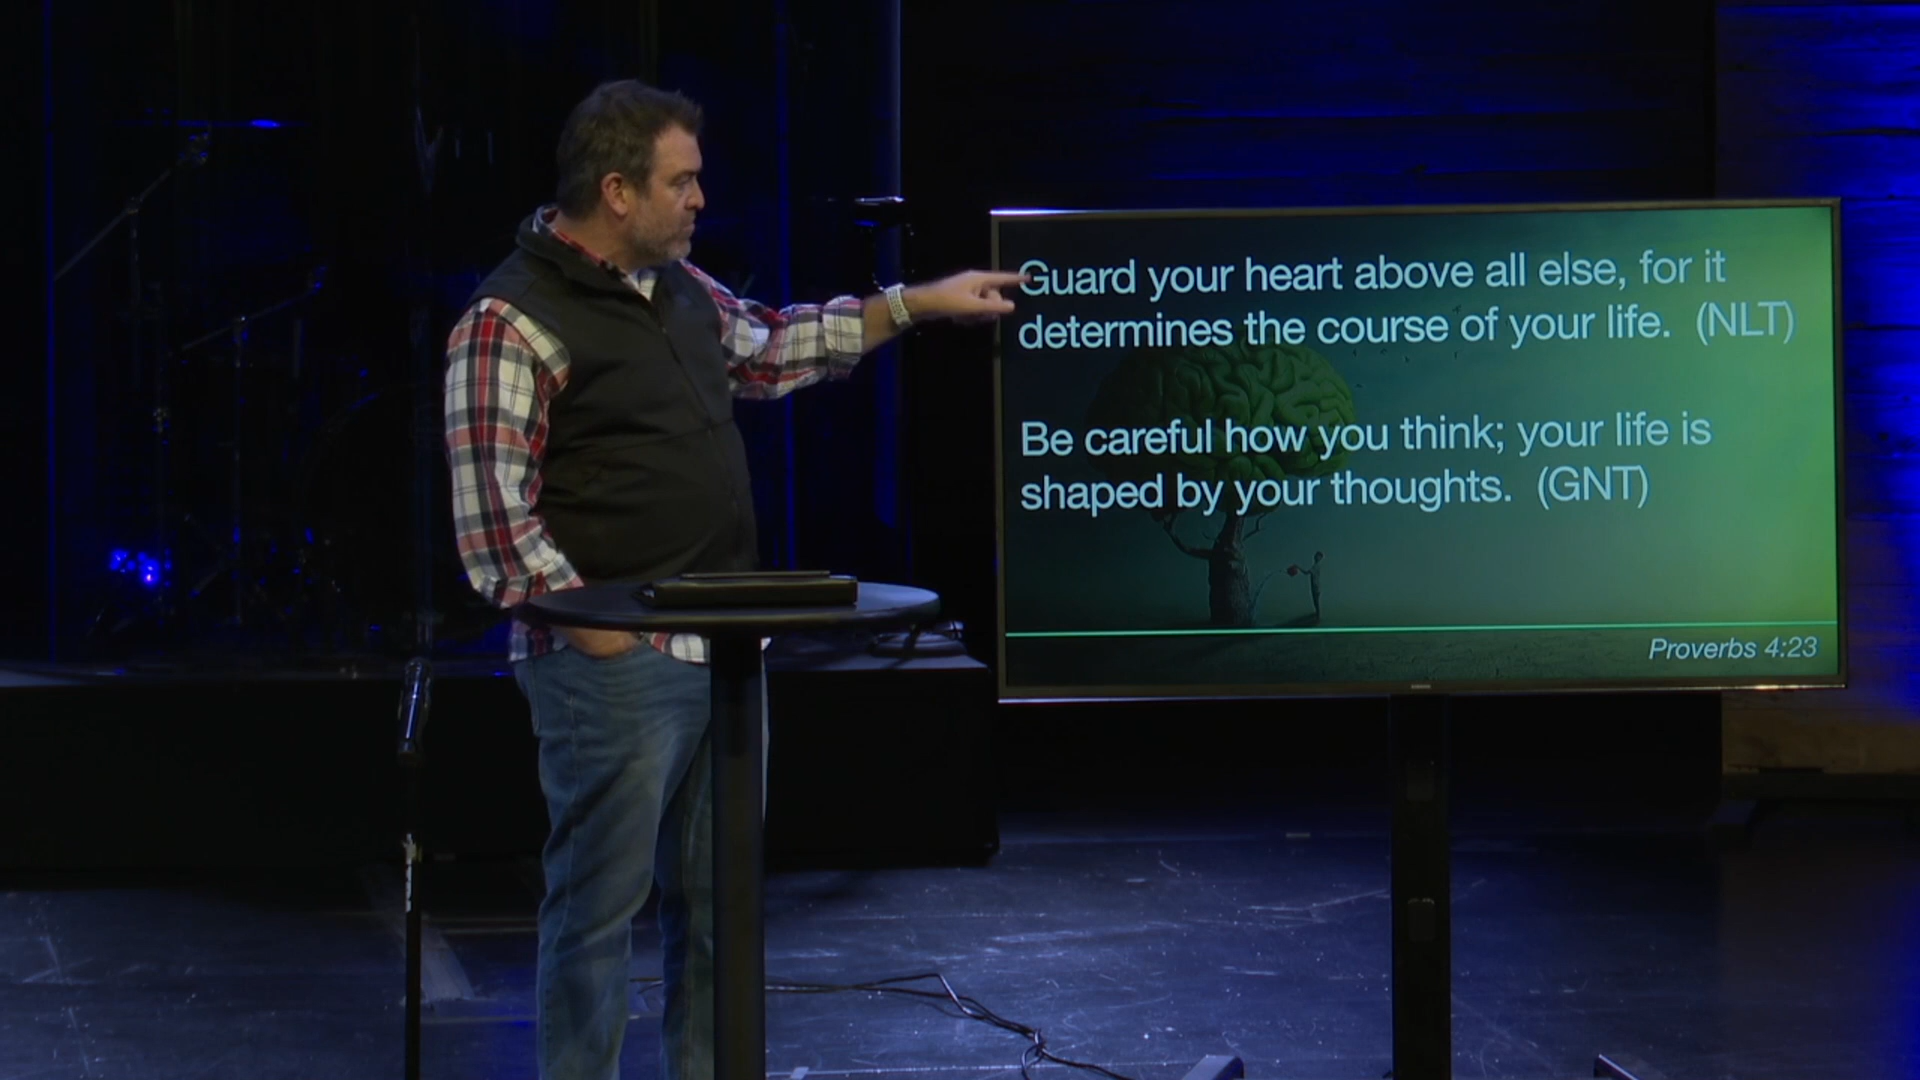 Guard your heart above all else, for it
determines the course of your life. (NLT)
Be careful how you think; your life is
shaped by your thoughts. (GNT)
Proverbs 4:23